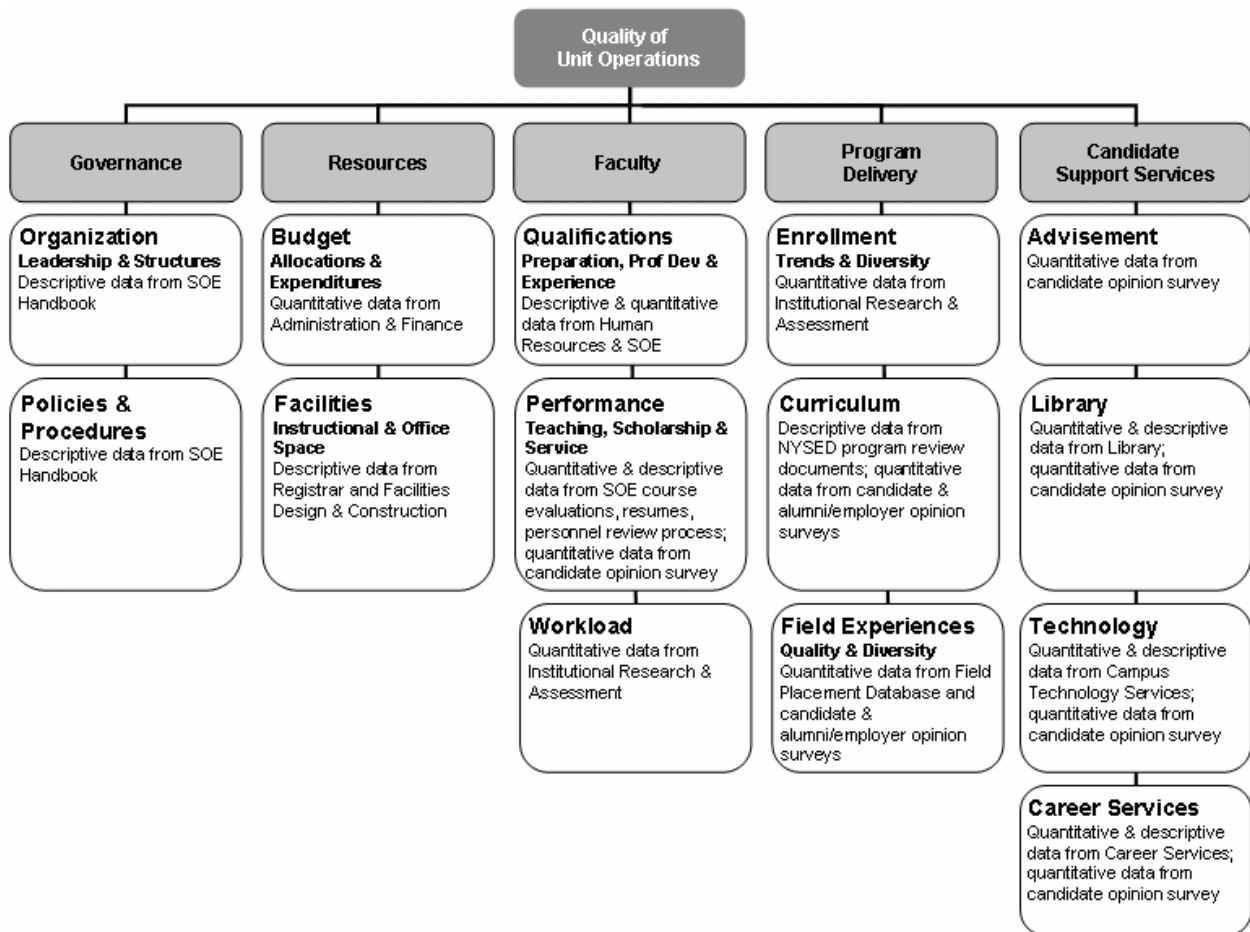 Quality of
Unit Operations
Governance
Resources
Faculty
Program
Delivery
Candidate
Support Services
Organization
Leadership & Structures
Descriptive data from SOE
Handbook
Policies &
Procedures
Descriptive data from SOE
Handbook
Budget
Allocations &
Expenditures
Quantitative data from
Administration & Finance
Facilities
Instructional & Office
Space
Descriptive data from
Registrar and Facilities
Design & Construction
Qualifications
Preparation, Prof Dev &
Experience
Descriptive & quantitative
data from Human
Resources & SOE
Performance
Teaching, Scholarship &
Service
Quantitative & descriptive
data from SOE course
evaluations, resumes,
personnel review process;
quantitative data from
candidate opinion survey
Workload
Quantitative data from
Institutional Research &
Assessment
Enrollment
Trends & Diversity
Quantitative data from
Institutional Research &
Assessment
Curriculum
Descriptive data from
NYSED program review
documents; quantitative
data from candidate &
alumni/employer opinion
surveys
Field Experiences
Quality & Diversity
Quantitative data from Field
Placement Database and
candidate &
alumni/employer opinion
surveys
Advisement
Quantitative data from
candidate opinion survey
Library
Quantitative & descriptive
data from Library;
quantitative data from
candidate opinion survey
Technology
Quantitative & descriptive
data from Campus
Technology Services;
quantitative data from
candidate opinion survey
Career Services
Quantitative & descriptive
data from Career Services;
quantitative data from
candidate opinion survey